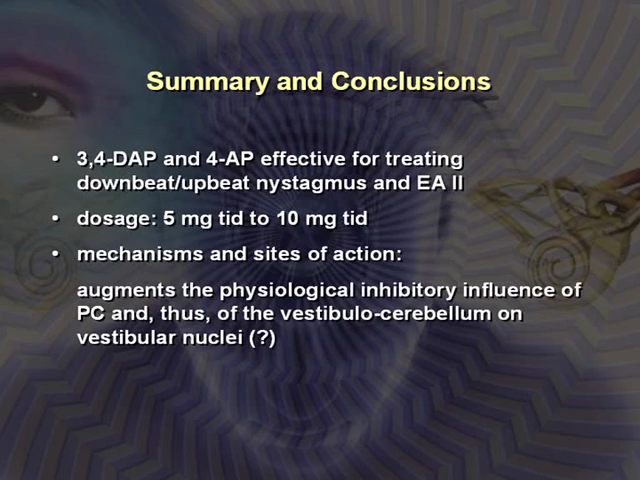 Summary and Conclusions
• 3,4-DAP and 4-AP effective for treating
downbeat/upbeat nystagmus and EA II
• dosage: 5 mg tid to 10 mg tid
• mechanisms and sites of action:
augments the physiological inhibitory influence of
PC and, thus, of the vestibulo-cerebellum on
vestibular nuclei (?)